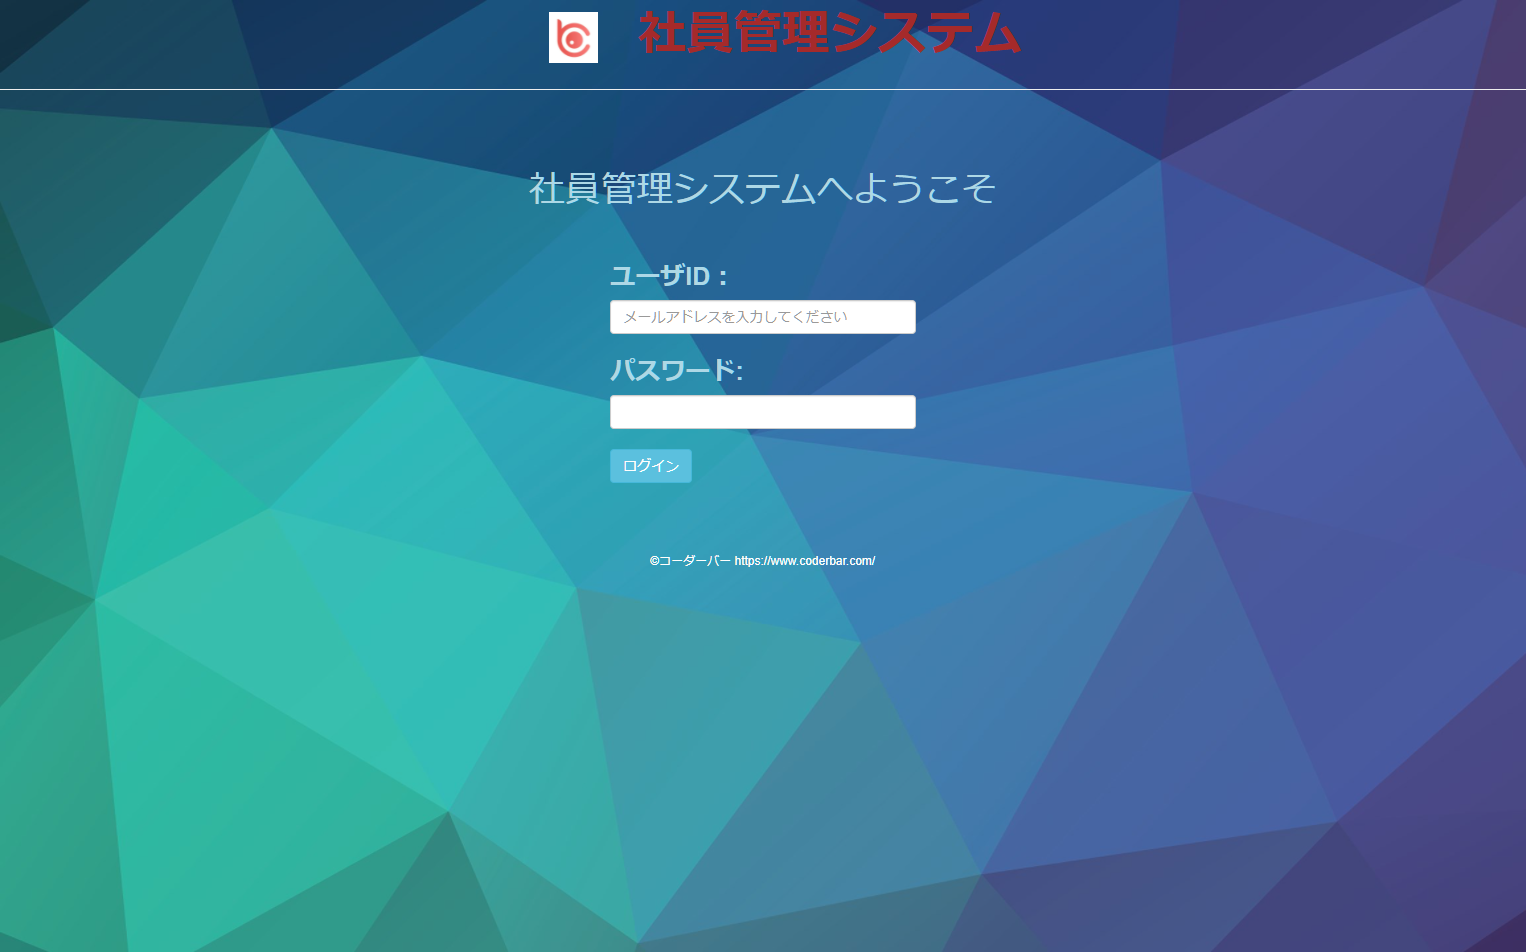 社員管理システム
社員管理システムへようこそ
ユーザID：
メールアドレスを入力してください
パスワード:
ログイン
©コーダーバー https://www.coderbar.com/